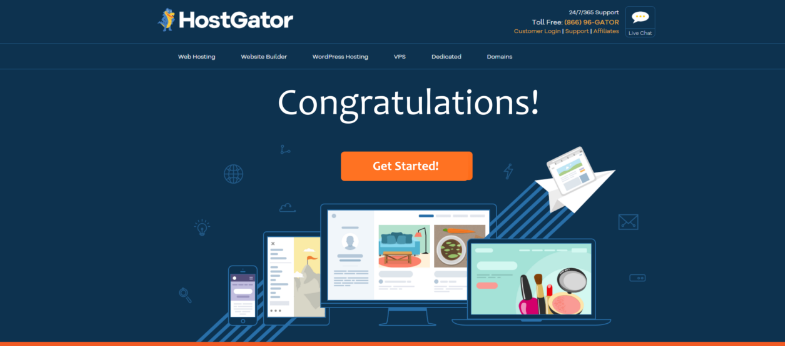 HostGator
24/7/365 Support
Toll Free: (866) 96-GATOR
Customer Login | Support | Affiliates
Live Chat
Web Hosting
Website Builder
WordPress Hosting
VPS
Dedicated
Domains
Congratulations!
Get Started!